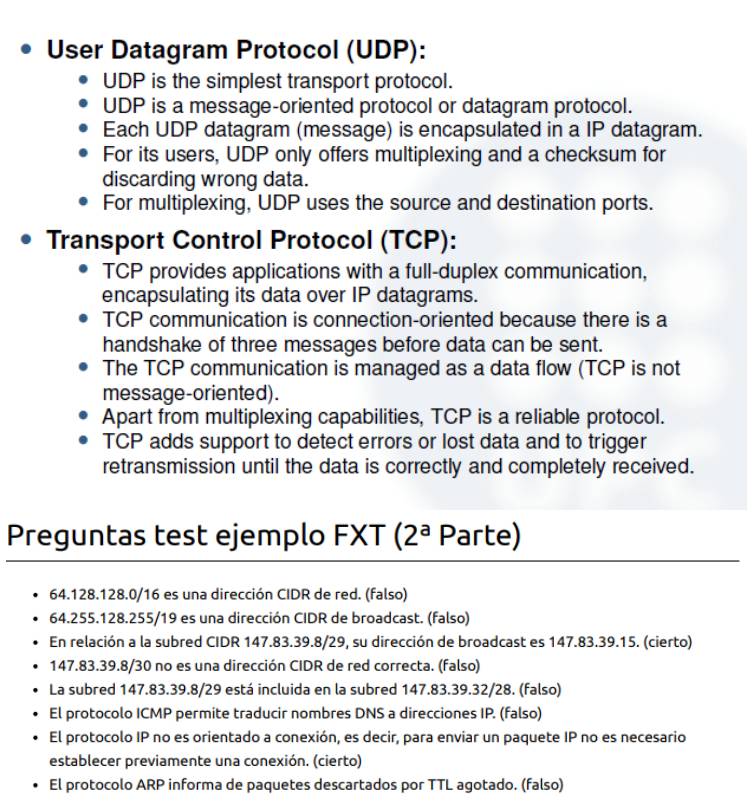 • User Datagram Protocol (UDP):
• UDP is the simplest transport protocol.
• UDP is a message-oriented protocol or datagram protocol.
• Each UDP datagram (message) is encapsulated in a IP datagram.
• For its users, UDP only offers multiplexing and a checksum for
discarding wrong data.
• For multiplexing, UDP uses the source and destination ports.
• Transport Control Protocol (TCP):
• TCP provides applications with a full-duplex communication,
encapsulating its data over IP datagrams.
• TCP communication is connection-oriented because there is a
handshake of three messages before data can be sent.
• The TCP communication is managed as a data flow (TCP is not
message-oriented).
• Apart from multiplexing capabilities, TCP is a reliable protocol.
• TCP adds support to detect errors or lost data and to trigger
retransmission until the data is correctly and completely received.
Preguntas test ejemplo FXT (2ª Parte)
• 64.128.128.0/16 es una dirección CIDR de red. (falso)
• 64.255.128.255/19 es una dirección CIDR de broadcast. (falso)
• En relación a la subred CIDR 147.83.39.8/29, su dirección de broadcast es 147.83.39.15. (cierto)
• 147.83.39.8/30 no es una dirección CIDR de red correcta. (falso)
• La subred 147.83.39.8/29 está incluida en la subred 147.83.39.32/28. (falso)
• El protocolo ICMP permite traducir nombres DNS a direcciones IP. (falso)
• El protocolo IP no es orientado a conexión, es decir, para enviar un paquete IP no es necesario
establecer previamente una conexión. (cierto)
• El protocolo ARP informa de paquetes descartados por TTL agotado. (falso)